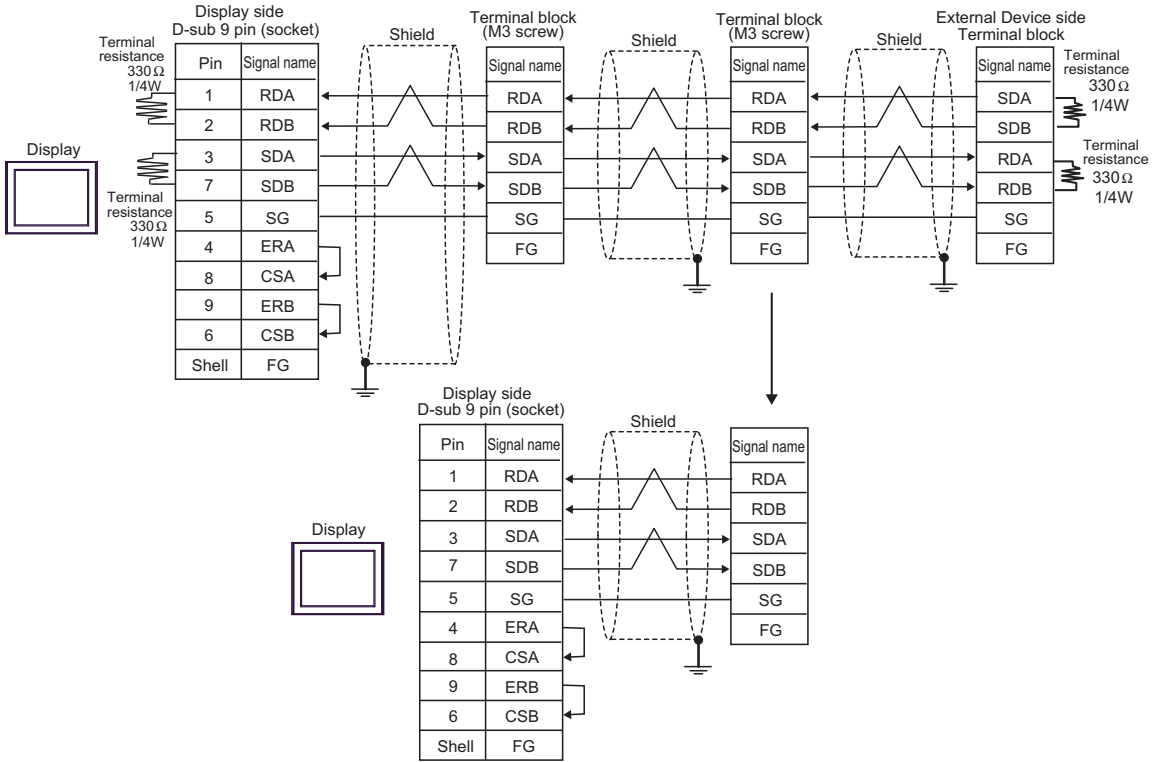 Display side
D-sub 9 pin (socket)
Terminal block
(M3 screw)
Terminal block
(M3 screw)
External Device side
Terminal block
Shield
Shield
Shield
Terminal
resistance
330Ω
1/4W
Terminal
resistance
330Ω
1/4W
Display
Terminal
resistance
330Ω
1/4W
Terminal
resistance
330Ω
1/4W
Pin Signal name
1 RDA
2 RDB
3 SDA
7 SDB
5 SG
4 ERA
8 CSA
9 ERB
6 CSB
Shell FG
Signal name
RDA
RDB
SDA
SDB
SG
FG
Signal name
RDA
RDB
SDA
SDB
SG
FG
Signal name
SDA
SDB
RDA
RDB
SG
FG
Display side
D-sub 9 pin (socket)
Shield
Display
Pin Signal name
1 RDA
2 RDB
3 SDA
7 SDB
5 SG
4 ERA
8 CSA
9 ERB
6 CSB
Shell FG
Signal name
RDA
RDB
SDA
SDB
SG
FG